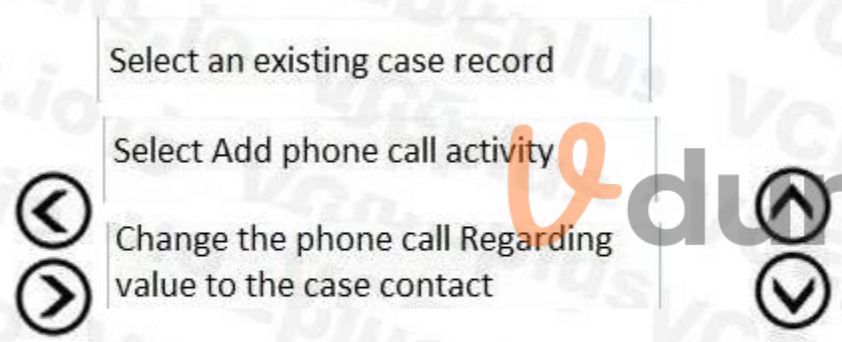 Select an existing case record
Select Add phone call activity
Change the phone call Regarding
value to the case contact